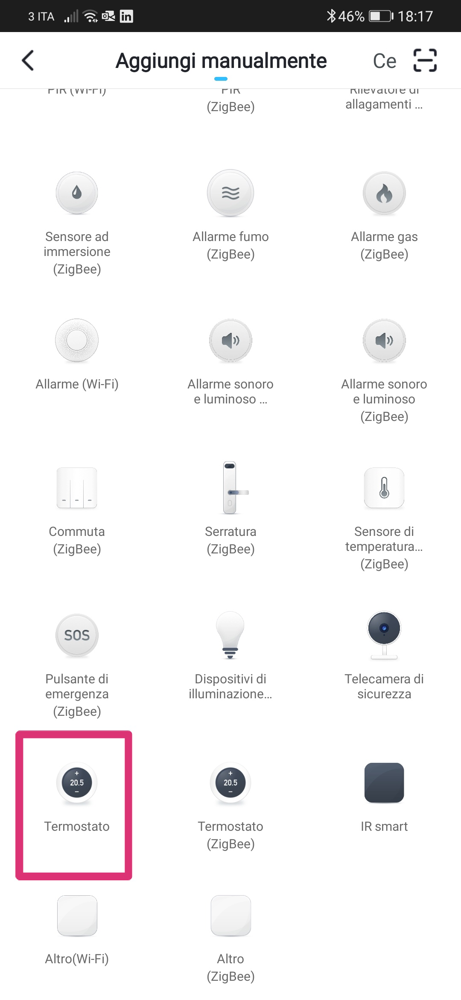 3 ITA 46% 18:17
Aggiungi manualmente Ce
PIR (Wi-Fi)
PIR
(ZigBee)
Rilevatore di
allagamenti ...
Sensore ad
immersione
(ZigBee)
Allarme fumo
(ZigBee)
Allarme gas
(ZigBee)
Allarme (Wi-Fi)
Allarme sonoro
e luminoso ...
Allarme sonoro
e luminoso
(ZigBee)
Commuta
(ZigBee)
Serratura
(ZigBee)
Sensore di
temperatura...
(ZigBee)
SOS
Pulsante di
emergenza
(ZigBee)
Dispositivi di
illuminazione...
Telecamera di
sicurezza
+
20.5
−
Termostato
+
20.5
−
Termostato
(ZigBee)
IR smart
Altro(Wi-Fi)
Altro
(ZigBee)